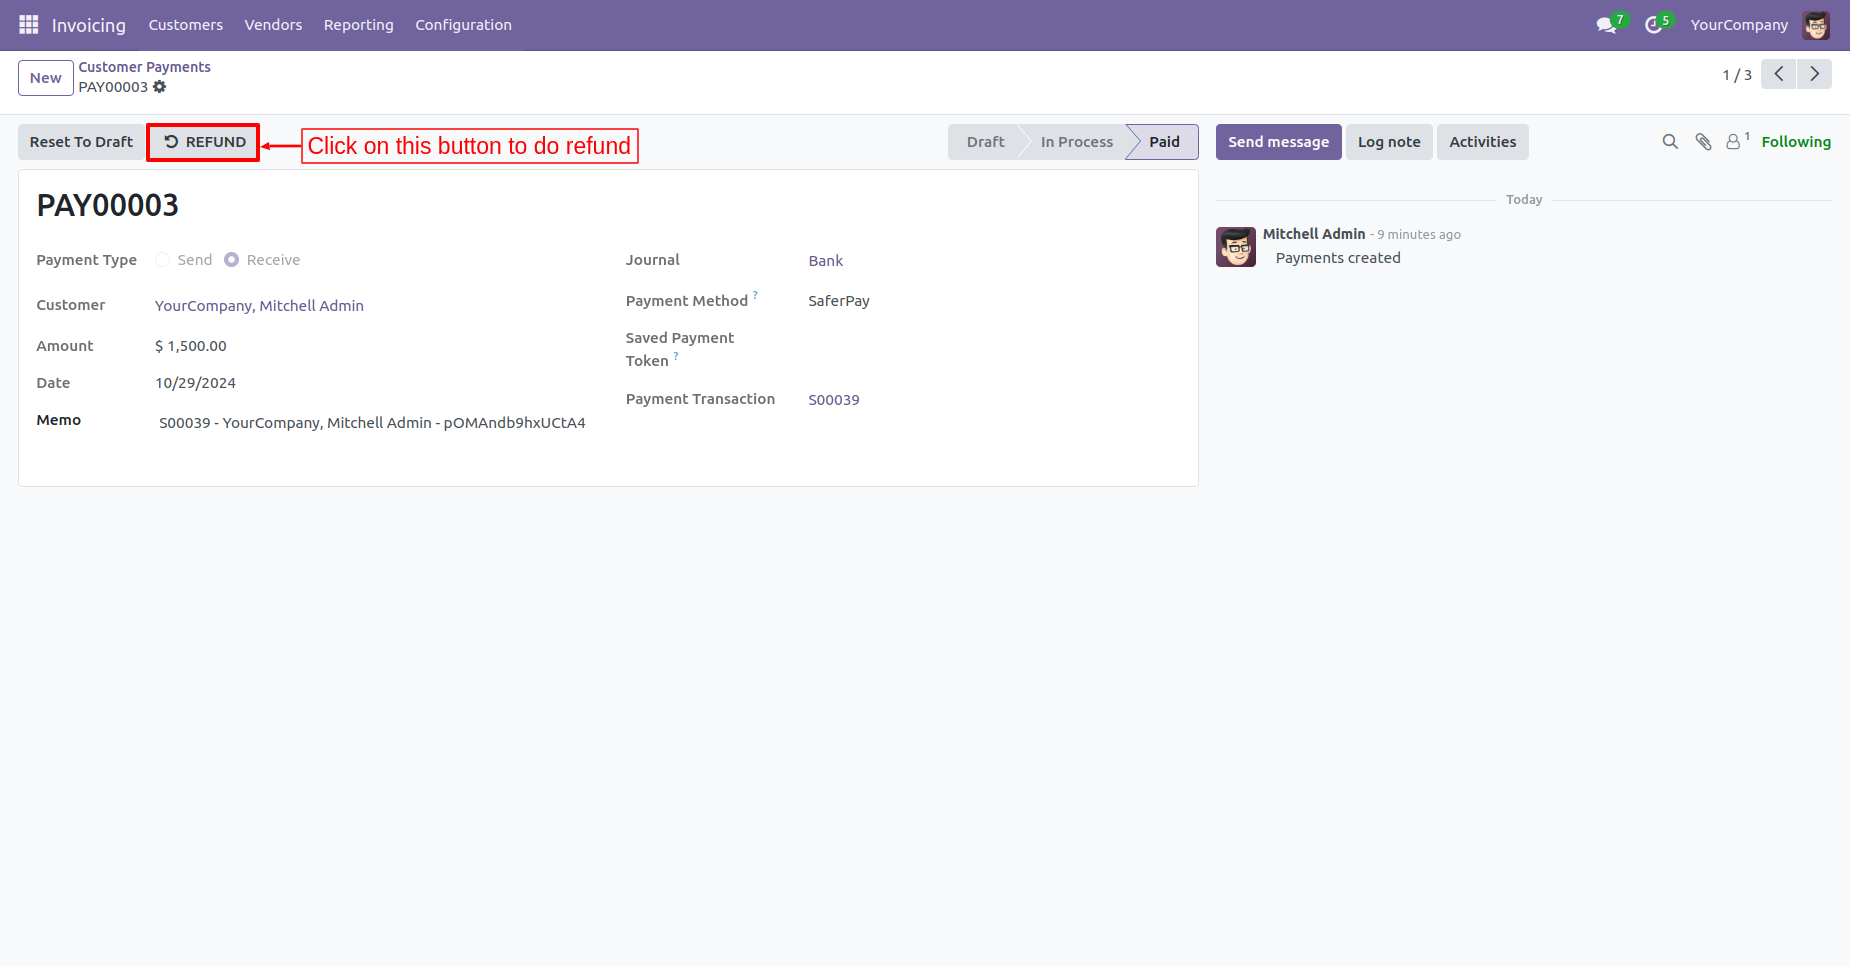 Invoicing Customers Vendors Reporting Configuration 7 5 YourCompany
New Customer Payments
PAY00003
1 / 3
Reset To Draft REFUND Click on this button to do refund Draft In Process Paid Send message Log note Activities 1 Following
PAY00003
Today
Mitchell Admin - 9 minutes ago
Payments created
Payment Type Send Receive
Customer YourCompany, Mitchell Admin
Amount $ 1,500.00
Date 10/29/2024
Memo S00039 - YourCompany, Mitchell Admin - pOMAndb9hxUCtA4
Journal Bank
Payment Method ? SaferPay
Saved Payment
Token ?
Payment Transaction S00039